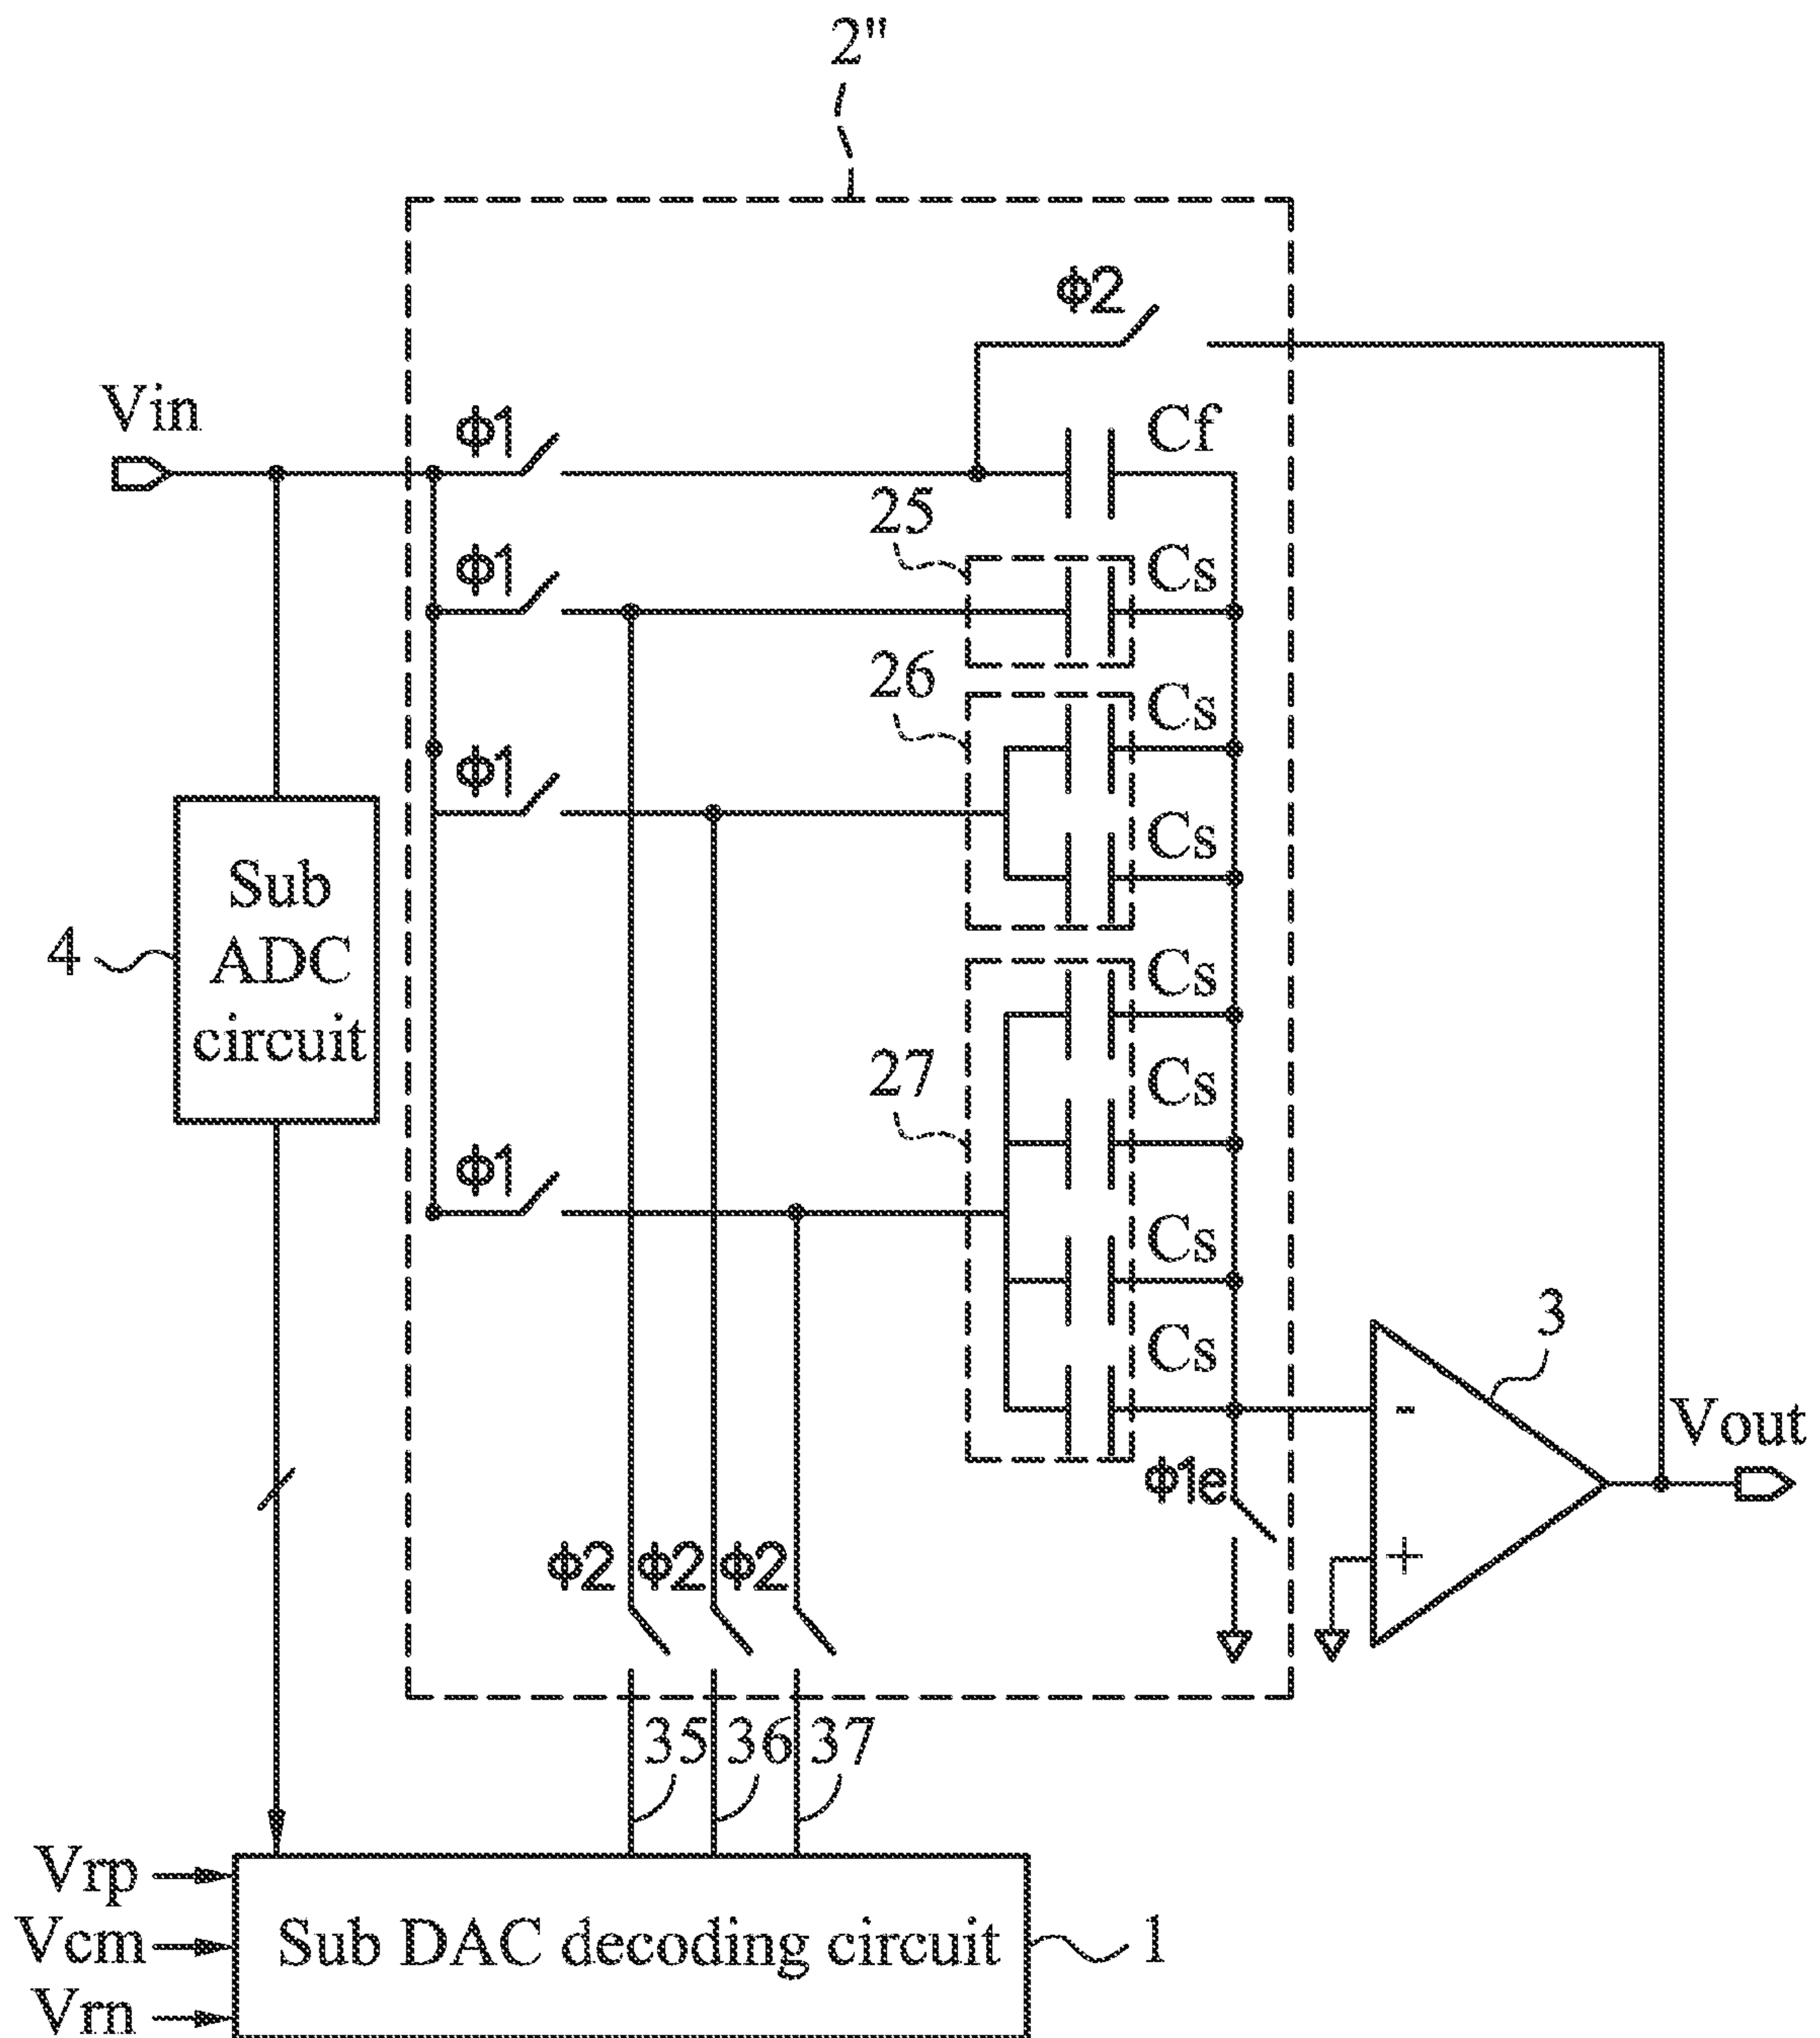 2"
ϕ2
Vin
ϕ1
Cf
25
ϕ1
Cs
26
Cs
ϕ1
Cs
Sub
ADC
circuit
4
Cs
27
Cs
ϕ1
Cs
Cs
3
-
Vout
ϕ1e
+
ϕ2 ϕ2 ϕ2
35 36 37
Vrp
Vcm
Vrn
Sub DAC decoding circuit
1